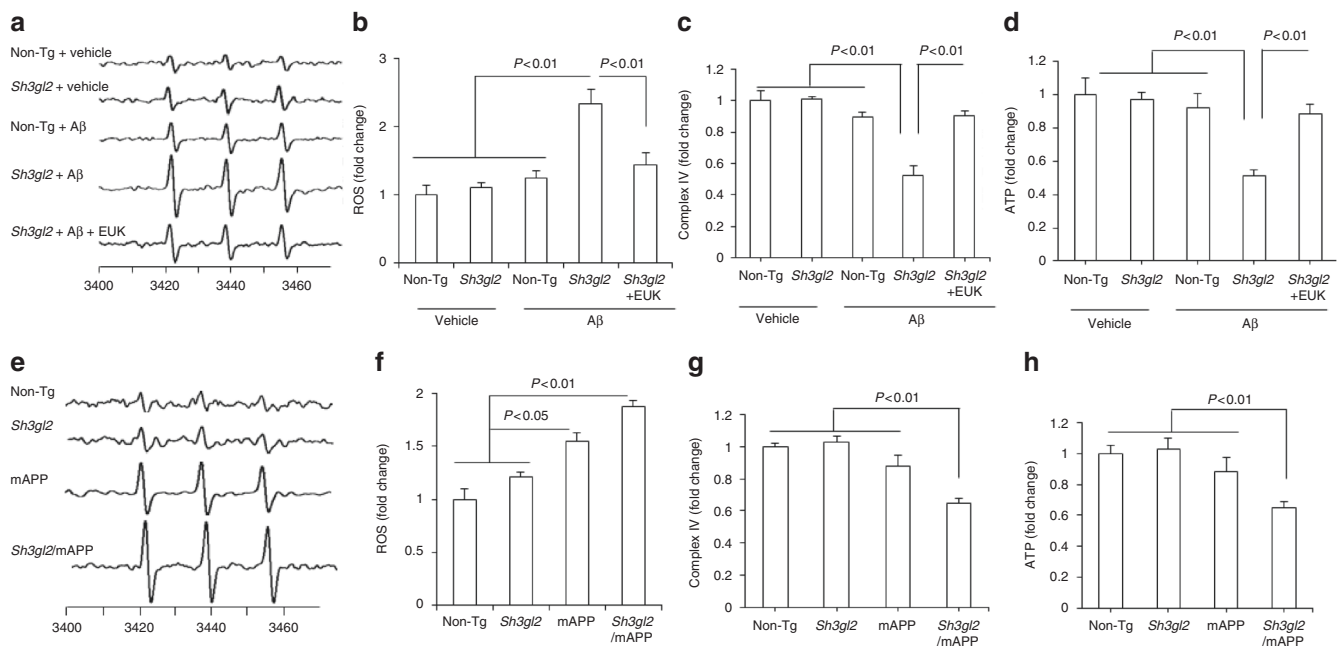 a
Non-Tg + vehicle
Sh3gl2 + vehicle
Non-Tg + Aβ
Sh3gl2 + Aβ
Sh3gl2 + Aβ + EUK
3400 3420 3440 3460
b
ROS (fold change)
3
2
1
0
P<0.01
P<0.01
Non-Tg Sh3gl2 Non-Tg Sh3gl2 Sh3gl2
+EUK
Vehicle Aβ
c
Complex IV (fold change)
1.2
1
0.8
0.6
0.4
0.2
0
P<0.01
P<0.01
Non-Tg Sh3gl2 Non-Tg Sh3gl2 Sh3gl2
+EUK
Vehicle Aβ
d
ATP (fold change)
1.2
1
0.8
0.6
0.4
0.2
0
P<0.01
P<0.01
Non-Tg Sh3gl2 Non-Tg Sh3gl2 Sh3gl2
+EUK
Vehicle Aβ
e
Non-Tg
Sh3gl2
mAPP
Sh3gl2/mAPP
3400 3420 3440 3460
f
ROS (fold change)
2
1.5
1
0.5
0
P<0.01
P<0.05
Non-Tg Sh3gl2 mAPP Sh3gl2
/mAPP
g
Complex IV (fold change)
1.2
1
0.8
0.6
0.4
0.2
0
P<0.01
Non-Tg Sh3gl2 mAPP Sh3gl2
/mAPP
h
ATP (fold change)
1.2
1
0.8
0.6
0.4
0.2
0
P<0.01
Non-Tg Sh3gl2 mAPP Sh3gl2
/mAPP